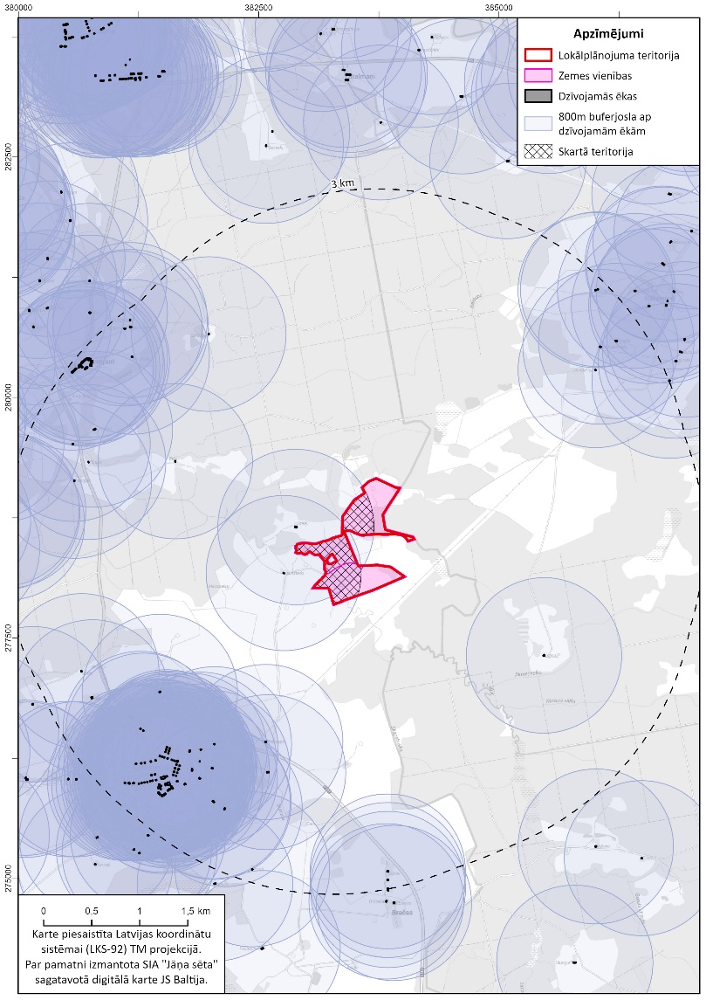 380000
382500
385000
Apzīmējumi
Lokālplānojuma teritorija
Zemes vienības
Dzīvojamās ēkas
800m buferjosla ap
dzīvojamām ēkām
Skartā teritorija
282500
3 km
280000
277500
275000
Bračas
0 0,5 1 1,5 km
Karte piesaistīta Latvijas koordinātu
sistēmai (LKS-92) TM projekcijā.
Par pamatni izmantota SIA "Jāņa sēta"
sagatavotā digitālā karte JS Baltija.